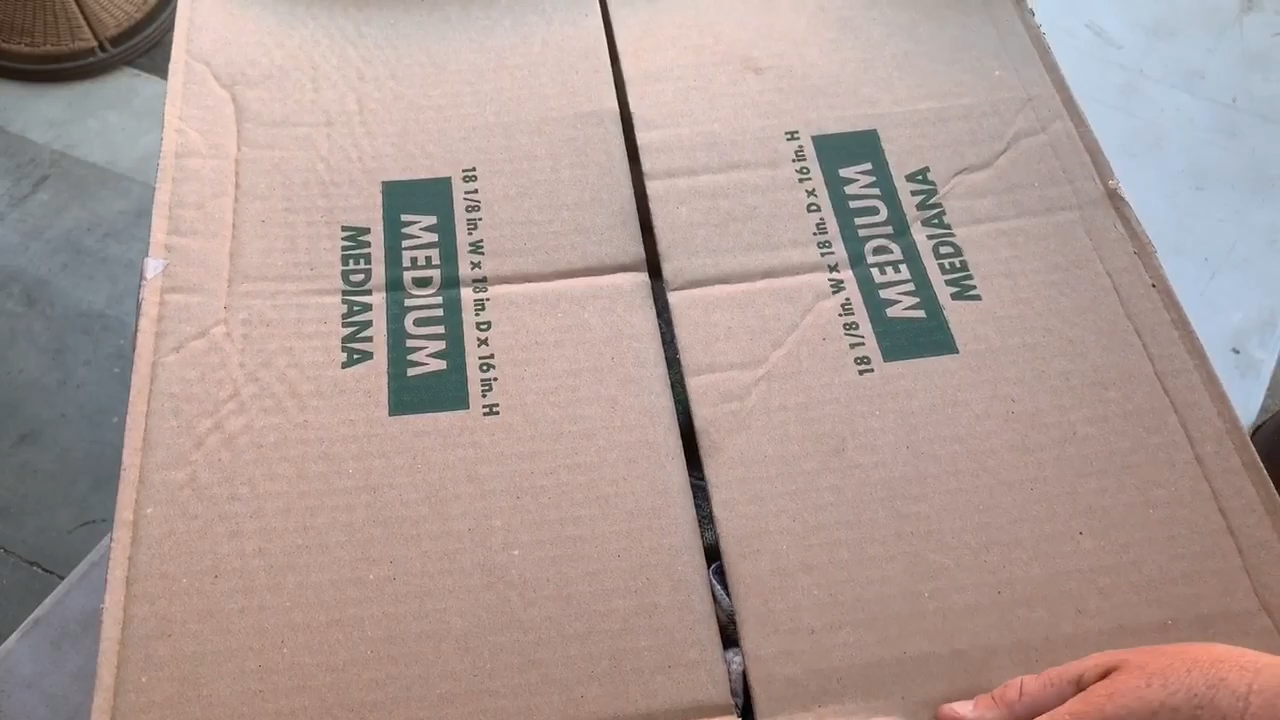 18 1/8 in. W x 18 in. D x 16 in. H
MEDIUM
MEDIANA
18 1/8 in. W x 18 in. D x 16 in. H
MEDIUM
MEDIANA